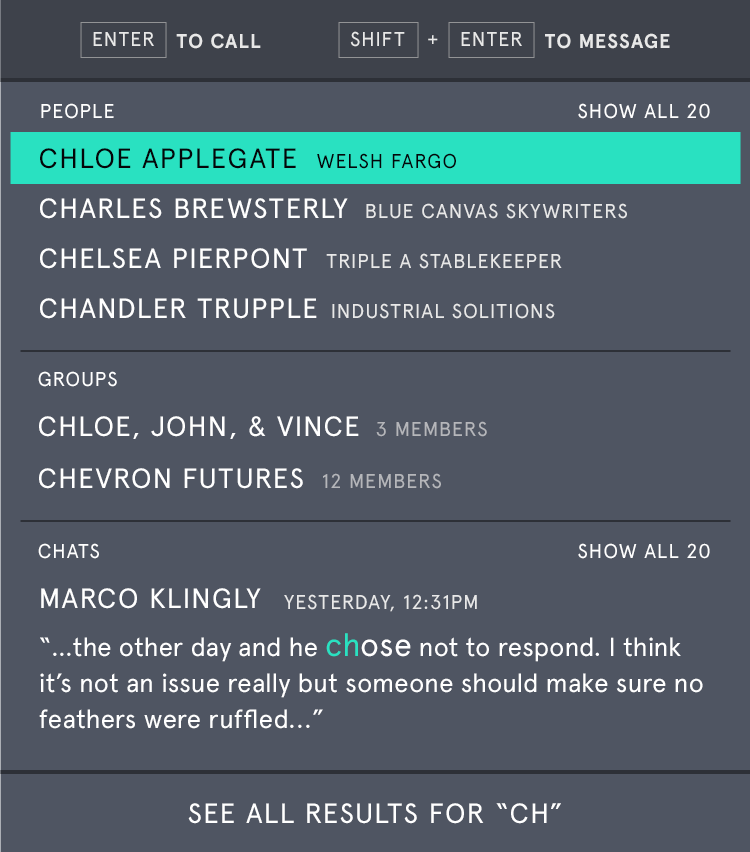 ENTER TO CALL SHIFT + ENTER TO MESSAGE
PEOPLE SHOW ALL 20
CHLOE APPLEGATE WELSH FARGO
CHARLES BREWSTERLY BLUE CANVAS SKYWRITERS
CHELSEA PIERPONT TRIPLE A STABLEKEEPER
CHANDLER TRUPPLE INDUSTRIAL SOLITIONS
GROUPS
CHLOE, JOHN, & VINCE 3 MEMBERS
CHEVRON FUTURES 12 MEMBERS
CHATS SHOW ALL 20
MARCO KLINGLY YESTERDAY, 12:31PM
“...the other day and he chose not to respond. I think
it’s not an issue really but someone should make sure no
feathers were ruffled...”
SEE ALL RESULTS FOR “CH”